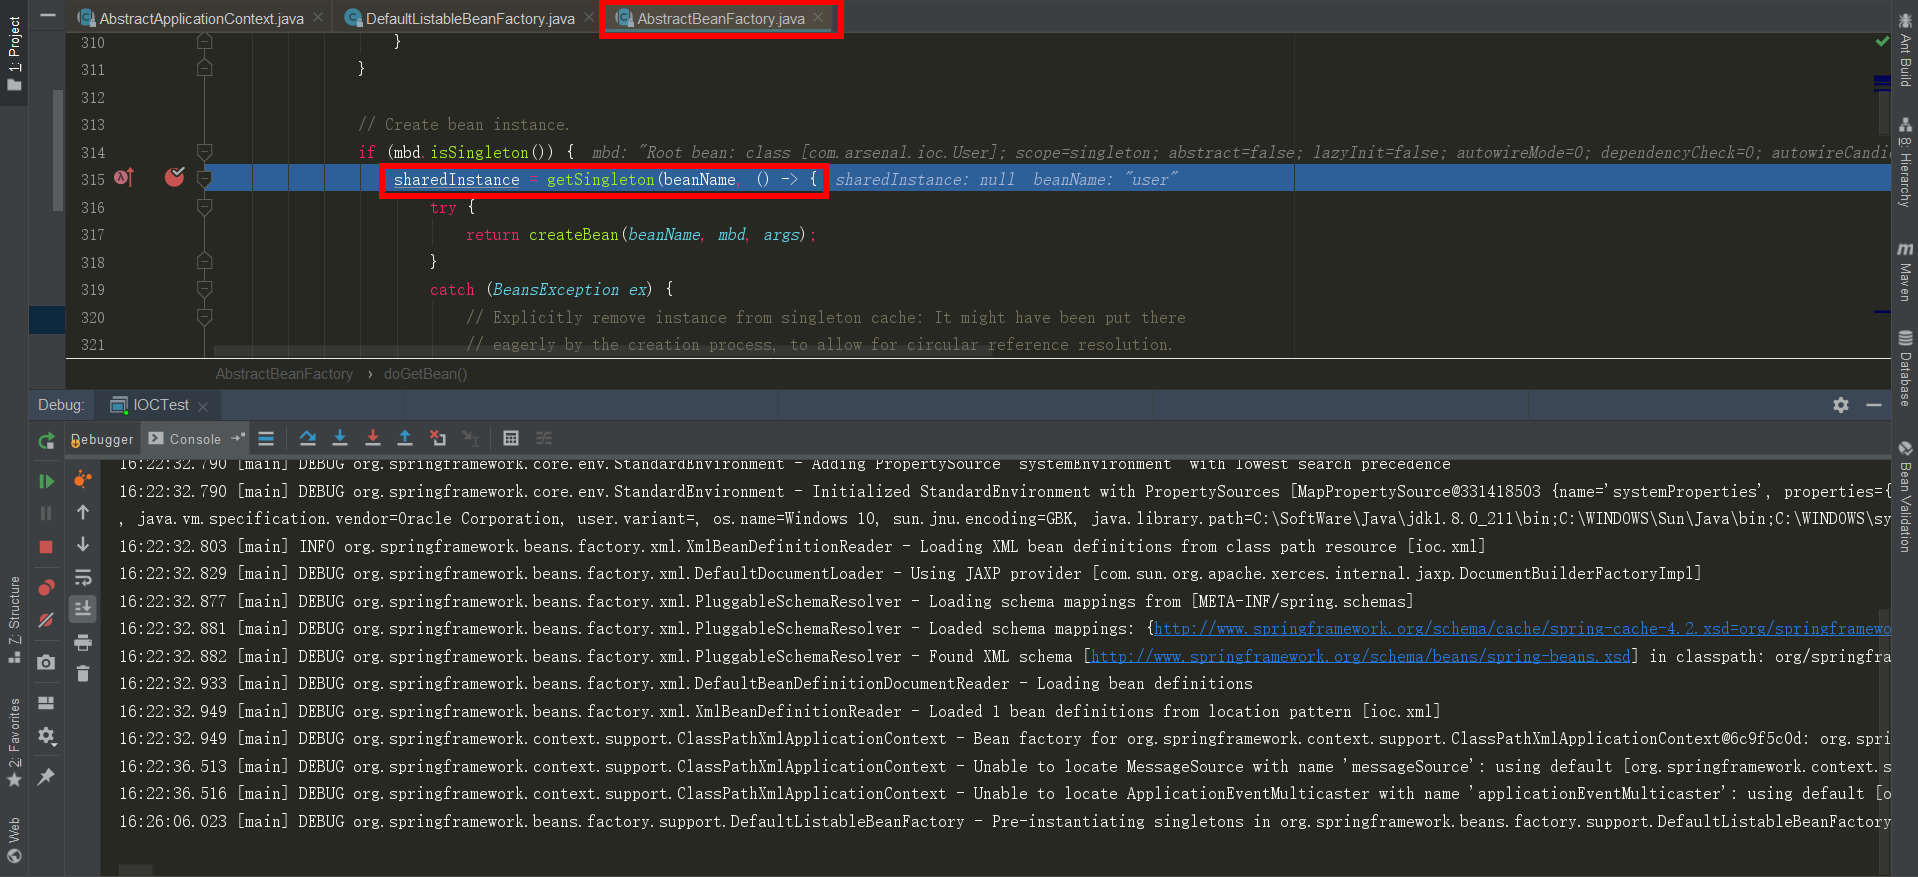 1: Project
AbstractApplicationContext.java
DefaultListableBeanFactory.java
AbstractBeanFactory.java
310 }
311 }
312
313 // Create bean instance.
314 if (mbd.isSingleton()) { mbd: "Root bean: class [com.arsenal.ioc.User]; scope=singleton; abstract=false; lazyInit=false; autowireMode=0; dependencyCheck=0; autowireCandi
315 sharedInstance = getSingleton(beanName, () -> { sharedInstance: null beanName: "user"
316 try {
317 return createBean(beanName, mbd, args);
318 }
319 catch (BeansException ex) {
320 // Explicitly remove instance from singleton cache: It might have been put there
321 // eagerly by the creation process, to allow for circular reference resolution.
AbstractBeanFactory › doGetBean()
Debug: IOCTest
Debugger Console
16:22:32.790 [main] DEBUG org.springframework.core.env.StandardEnvironment - Adding PropertySource 'systemEnvironment' with lowest search precedence
16:22:32.790 [main] DEBUG org.springframework.core.env.StandardEnvironment - Initialized StandardEnvironment with PropertySources [MapPropertySource@331418503 {name='systemProperties', properties={
, java.vm.specification.vendor=Oracle Corporation, user.variant=, os.name=Windows 10, sun.jnu.encoding=GBK, java.library.path=C:\SoftWare\Java\jdk1.8.0_211\bin;C:\WINDOWS\Sun\Java\bin;C:\WINDOWS\sy
16:22:32.803 [main] INFO org.springframework.beans.factory.xml.XmlBeanDefinitionReader - Loading XML bean definitions from class path resource [ioc.xml]
16:22:32.829 [main] DEBUG org.springframework.beans.factory.xml.DefaultDocumentLoader - Using JAXP provider [com.sun.org.apache.xerces.internal.jaxp.DocumentBuilderFactoryImpl]
16:22:32.877 [main] DEBUG org.springframework.beans.factory.xml.PluggableSchemaResolver - Loading schema mappings from [META-INF/spring.schemas]
16:22:32.881 [main] DEBUG org.springframework.beans.factory.xml.PluggableSchemaResolver - Loaded schema mappings: {http://www.springframework.org/schema/cache/spring-cache-4.2.xsd=org/springframewo
16:22:32.882 [main] DEBUG org.springframework.beans.factory.xml.PluggableSchemaResolver - Found XML schema [http://www.springframework.org/schema/beans/spring-beans.xsd] in classpath: org/springfra
16:22:32.933 [main] DEBUG org.springframework.beans.factory.xml.DefaultBeanDefinitionDocumentReader - Loading bean definitions
16:22:32.949 [main] DEBUG org.springframework.beans.factory.xml.XmlBeanDefinitionReader - Loaded 1 bean definitions from location pattern [ioc.xml]
16:22:32.949 [main] DEBUG org.springframework.context.support.ClassPathXmlApplicationContext - Bean factory for org.springframework.context.support.ClassPathXmlApplicationContext@6c9f5c0d: org.spri
16:22:36.513 [main] DEBUG org.springframework.context.support.ClassPathXmlApplicationContext - Unable to locate MessageSource with name 'messageSource': using default [org.springframework.context.s
16:22:36.516 [main] DEBUG org.springframework.context.support.ClassPathXmlApplicationContext - Unable to locate ApplicationEventMulticaster with name 'applicationEventMulticaster': using default [o
16:26:06.023 [main] DEBUG org.springframework.beans.factory.support.DefaultListableBeanFactory - Pre-instantiating singletons in org.springframework.beans.factory.support.DefaultListableBeanFactory
Z: Structure
2: Favorites
Web
Ant Build
8: Hierarchy
Maven
Database
Bean Validation